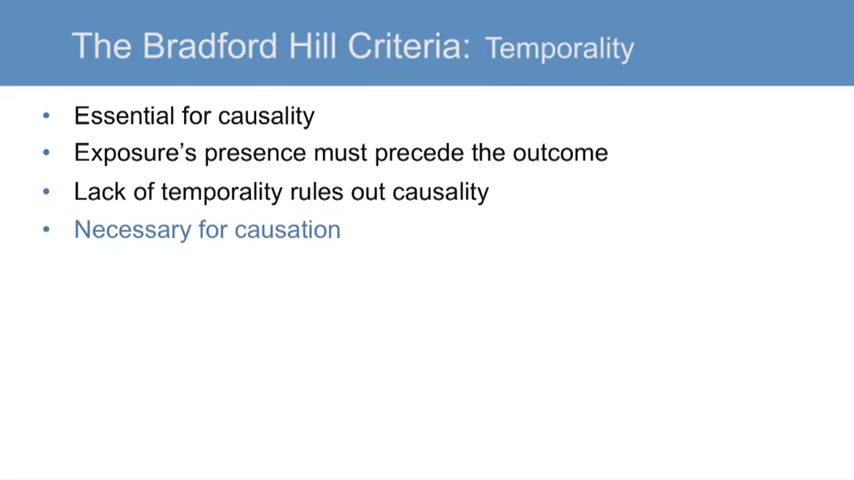 The Bradford Hill Criteria: Temporality
• Essential for causality
• Exposure’s presence must precede the outcome
• Lack of temporality rules out causality
• Necessary for causation